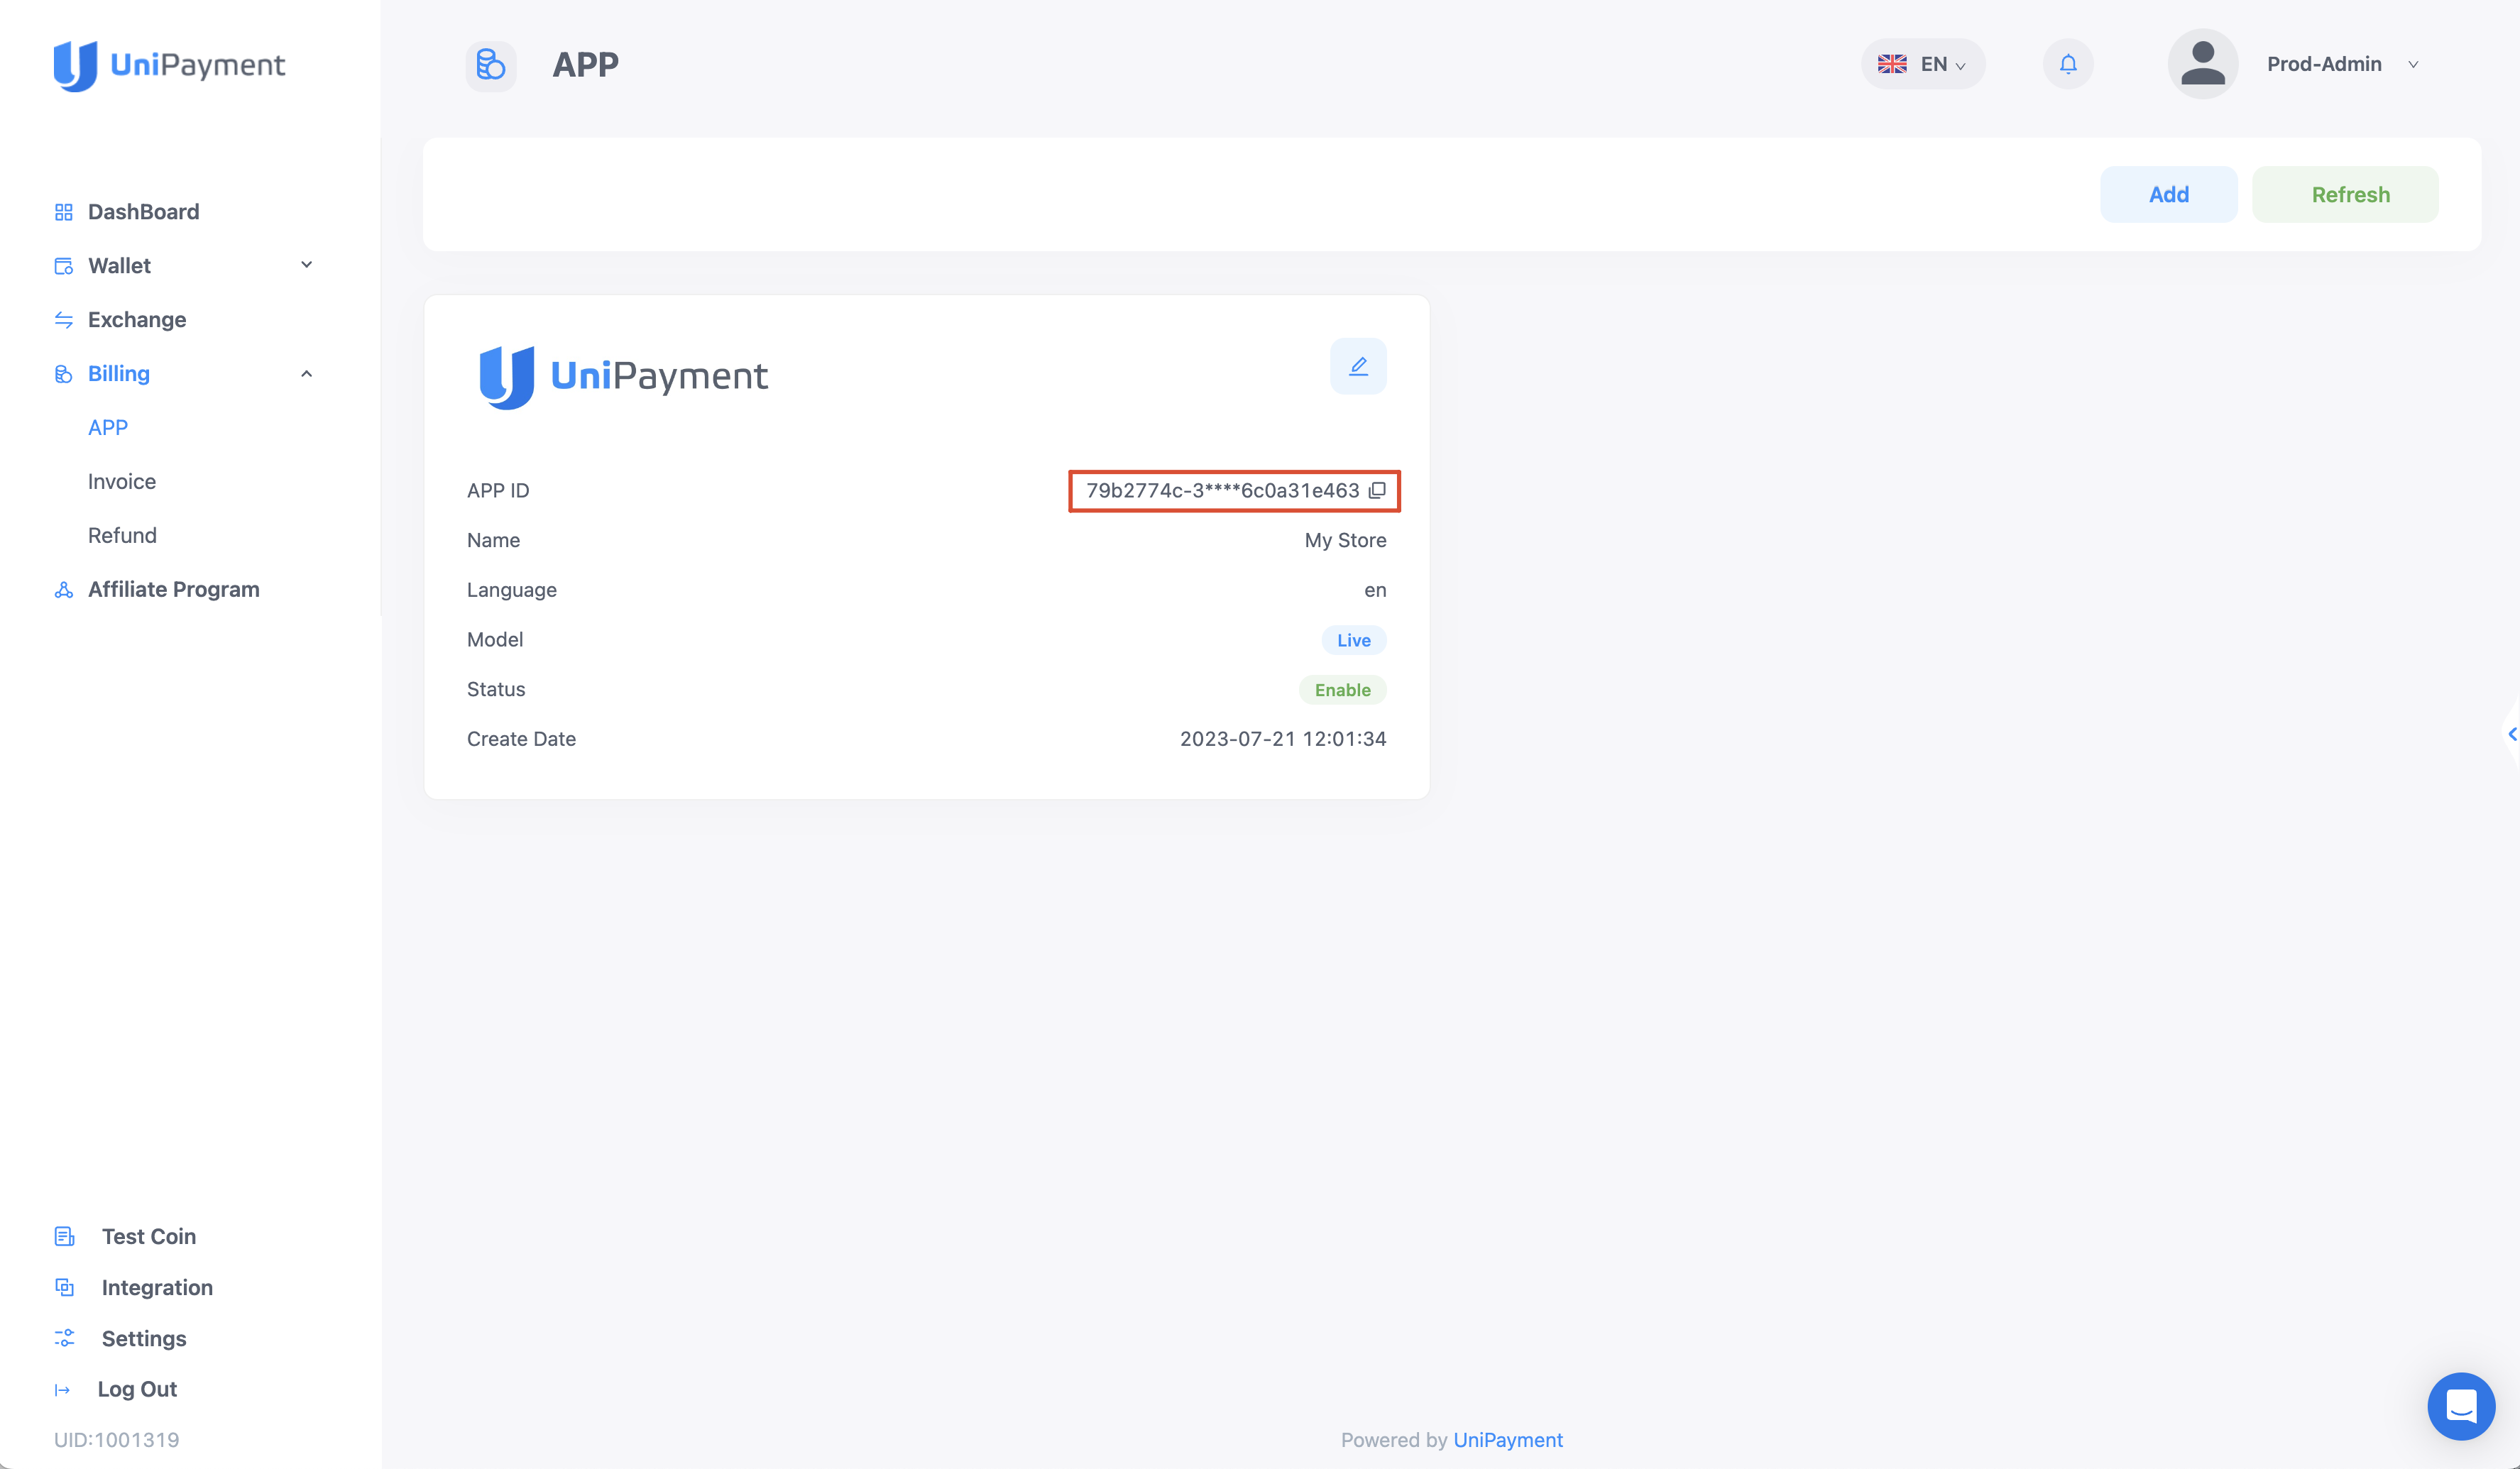 UniPayment
APP
EN
Prod-Admin
DashBoard
Wallet
Exchange
Billing
APP
Invoice
Refund
Affiliate Program
Add
Refresh
UniPayment
APP ID 79b2774c-3****6c0a31e463
Name My Store
Language en
Model Live
Status Enable
Create Date 2023-07-21 12:01:34
Test Coin
Integration
Settings
Log Out
UID:1001319
Powered by UniPayment